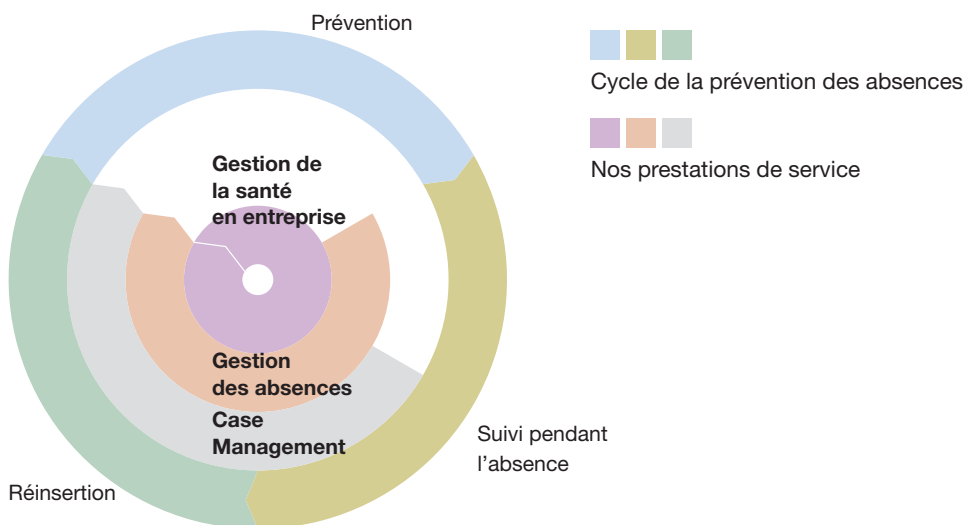 Prévention
Cycle de la prévention des absences
Nos prestations de service
Gestion de
la santé
en entreprise
Gestion
des absences
Case
Management
Suivi pendant
l’absence
Réinsertion